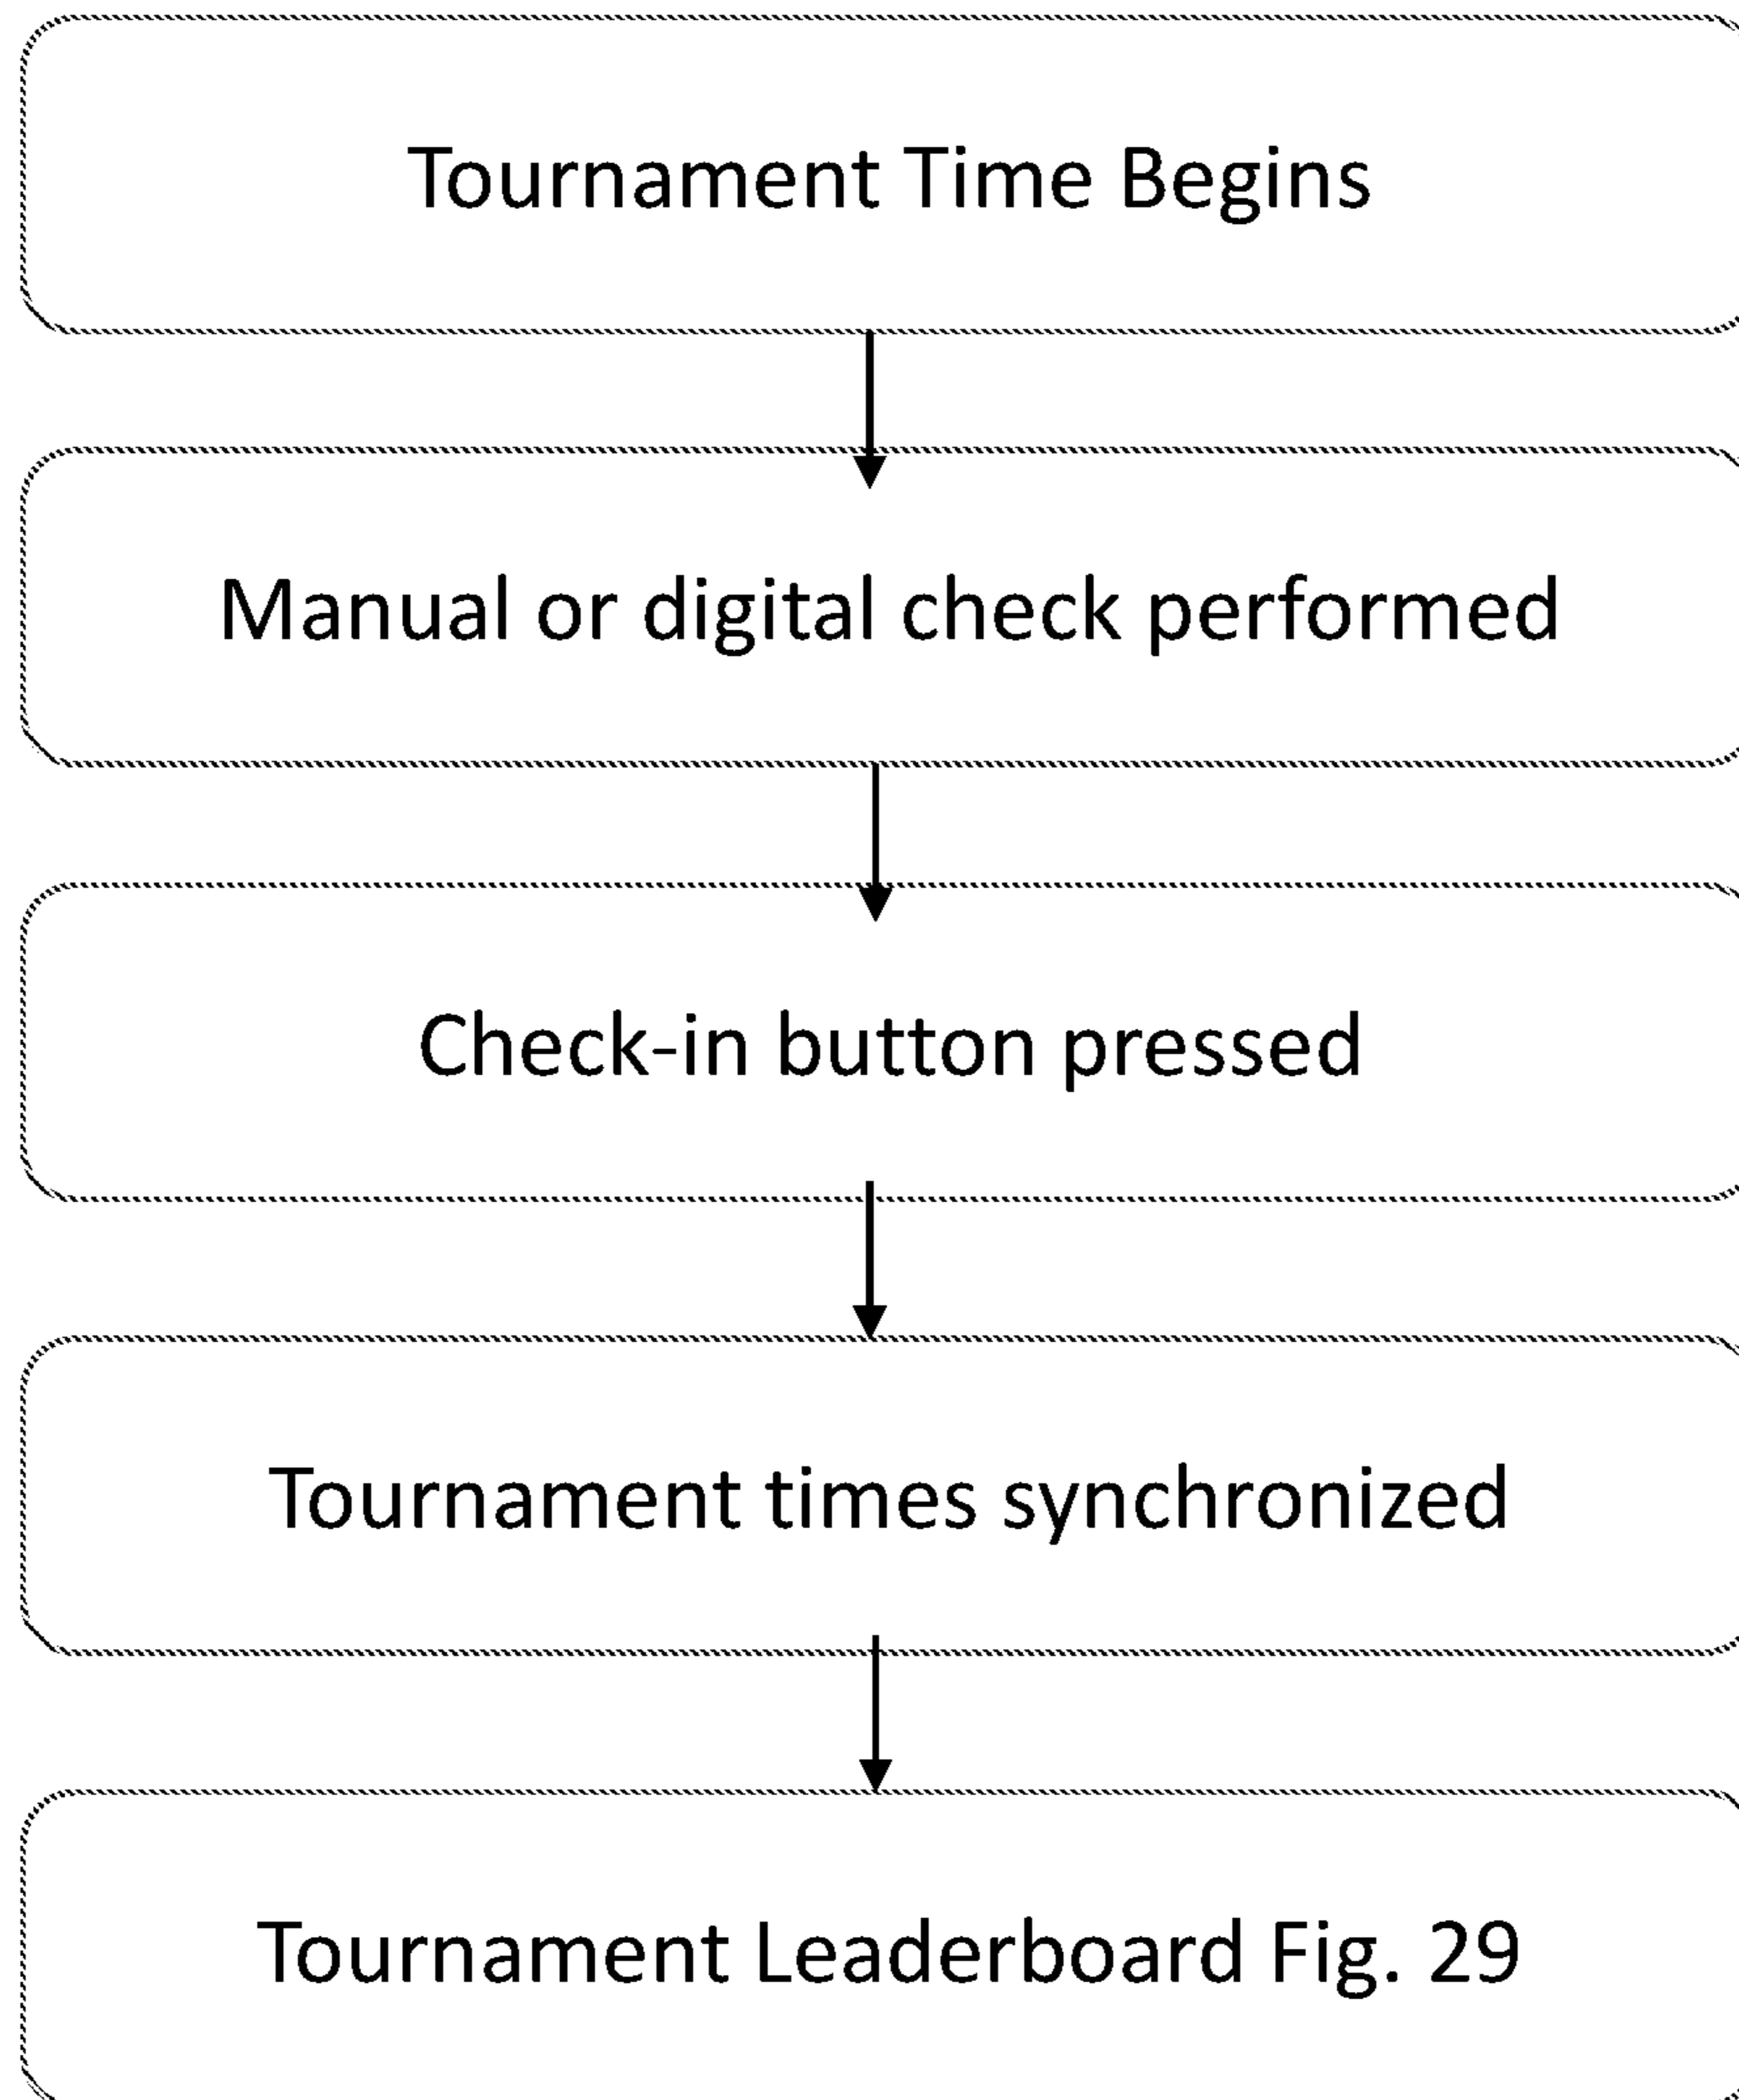 Tournament Time Begins
Manual or digital check performed
Check-in button pressed
Tournament times synchronized
Tournament Leaderboard Fig. 29